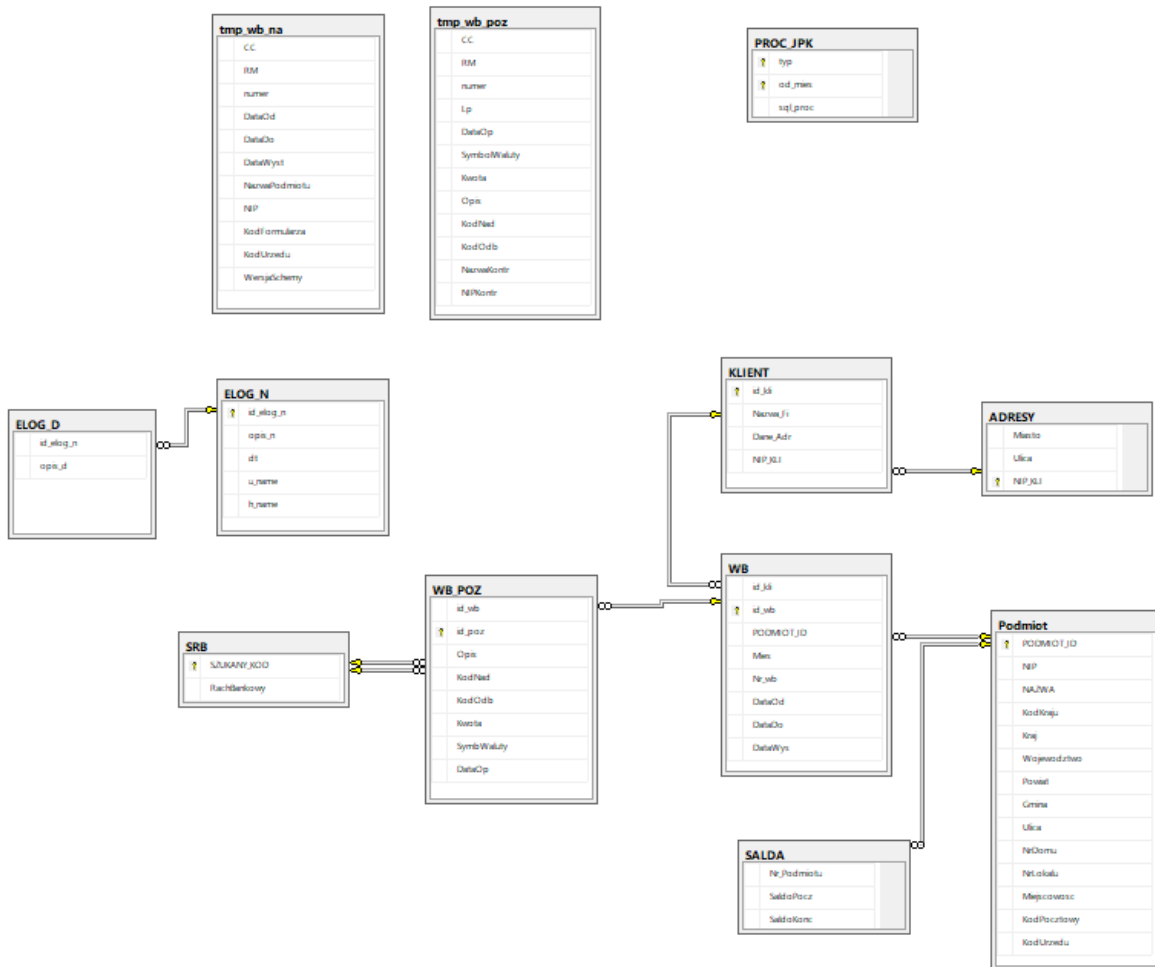 tmp_wb_na
CC
RM
numer
DataOd
DataDo
DataWyst
NazwaPodmiotu
NIP
KodFormularza
KodUrzedu
WersjaSchemy
tmp_wb_poz
CC
RM
numer
Lp
DataOp
SymbolWaluty
Kwota
Opis
KodNad
KodOdb
NazwaKontr
NIPKontr
PROC_JPK
typ
od_mies
sql_proc
ELOG_D
id_elog_n
opis_d
ELOG_N
id_elog_n
opis_n
dt
u_name
h_name
KLIENT
id_kli
Nazwa_Fi
Dane_Adr
NIP_KLI
ADRESY
Miasto
Ulica
NIP_KLI
SRB
SZUKANY_KOD
RachBankowy
WB_POZ
id_wb
id_poz
Opis
KodNad
KodOdb
Kwota
SymbWaluty
DataOp
WB
id_kli
id_wb
PODMIOT_ID
Mies
Nr_wb
DataOd
DataDo
DataWys
Podmiot
PODMIOT_ID
NIP
NAZWA
KodKraju
Kraj
Wojewodztwo
Powiat
Gmina
Ulica
NrDomu
NrLokalu
Miejscowosc
KodPocztowy
KodUrzedu
SALDA
Nr_Podmiotu
SaldoPocz
SaldoKonc